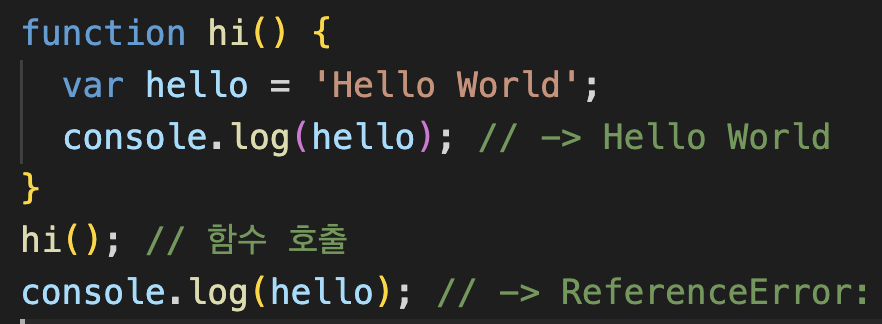 function hi() {
  var hello = 'Hello World';
  console.log(hello); // -> Hello World
}
hi(); // 함수 호출
console.log(hello); // -> ReferenceError: